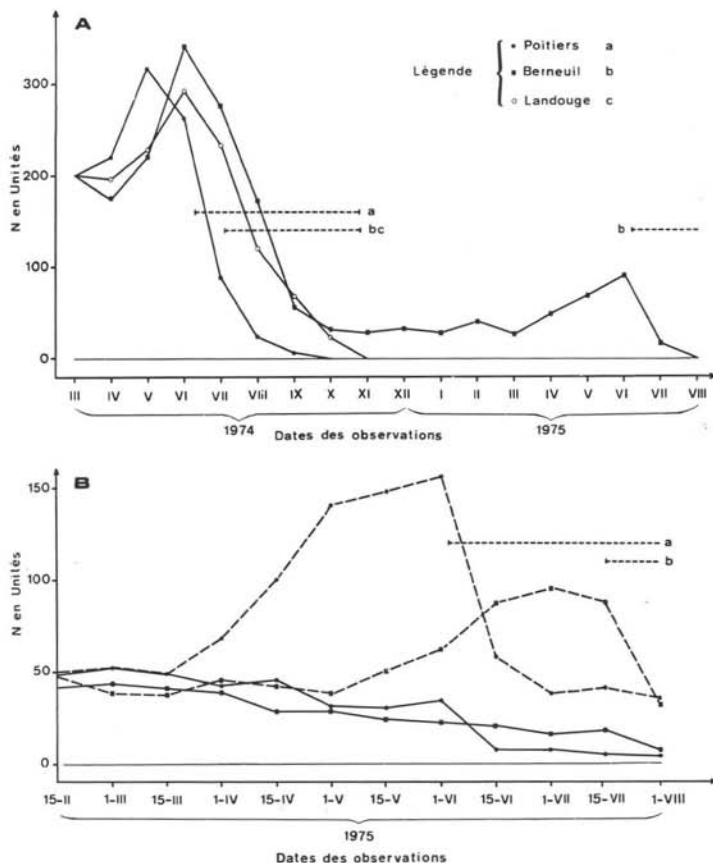 A
N en Unités
300
200
100
0
Légende
Poitiers a
Berneuil b
Landouge c
a
bc
b
III IV V VI VII VIII IX X XI XII I II III IV V VI VII VIII
1974 1975
Dates des observations
B
N en Unités
150
100
50
0
a
b
15-II 1-III 15-III 1-IV 15-IV 1-V 15-V 1-VI 15-VI 1-VII 15-VII 1-VIII
1975
Dates des observations